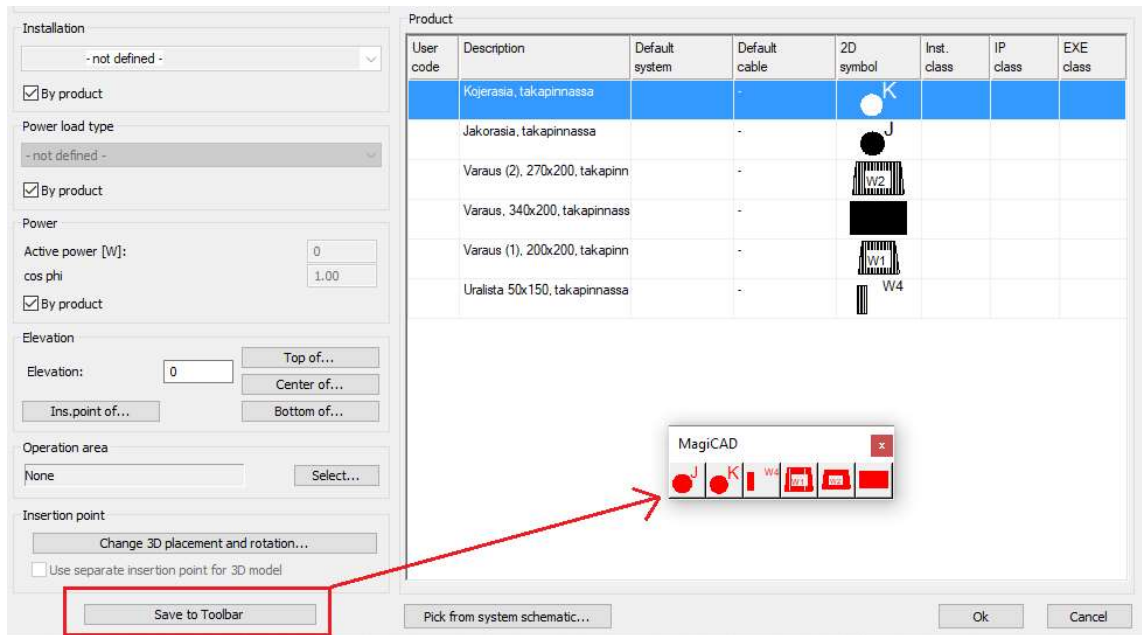 Installation
- not defined -
By product
Power load type
- not defined -
By product
Power
Active power [W]:
0
cos phi
1.00
By product
Elevation
Elevation:
0
Top of...
Center of...
Ins.point of...
Bottom of...
Operation area
None
Select...
Insertion point
Change 3D placement and rotation...
Use separate insertion point for 3D model
Save to Toolbar
Product
User code
Description
Default system
Default cable
2D symbol
Inst. class
IP class
EXE class
Kojerasia, takapinnassa - K
Jakorasia, takapinnassa - J
Varaus (2), 270x200, takapinn - W2
Varaus, 340x200, takapinnass -
Varaus (1), 200x200, takapinn - W1
Uralista 50x150, takapinnassa - W4
MagiCAD x
J K W4 W1 W2
Pick from system schematic...
Ok
Cancel